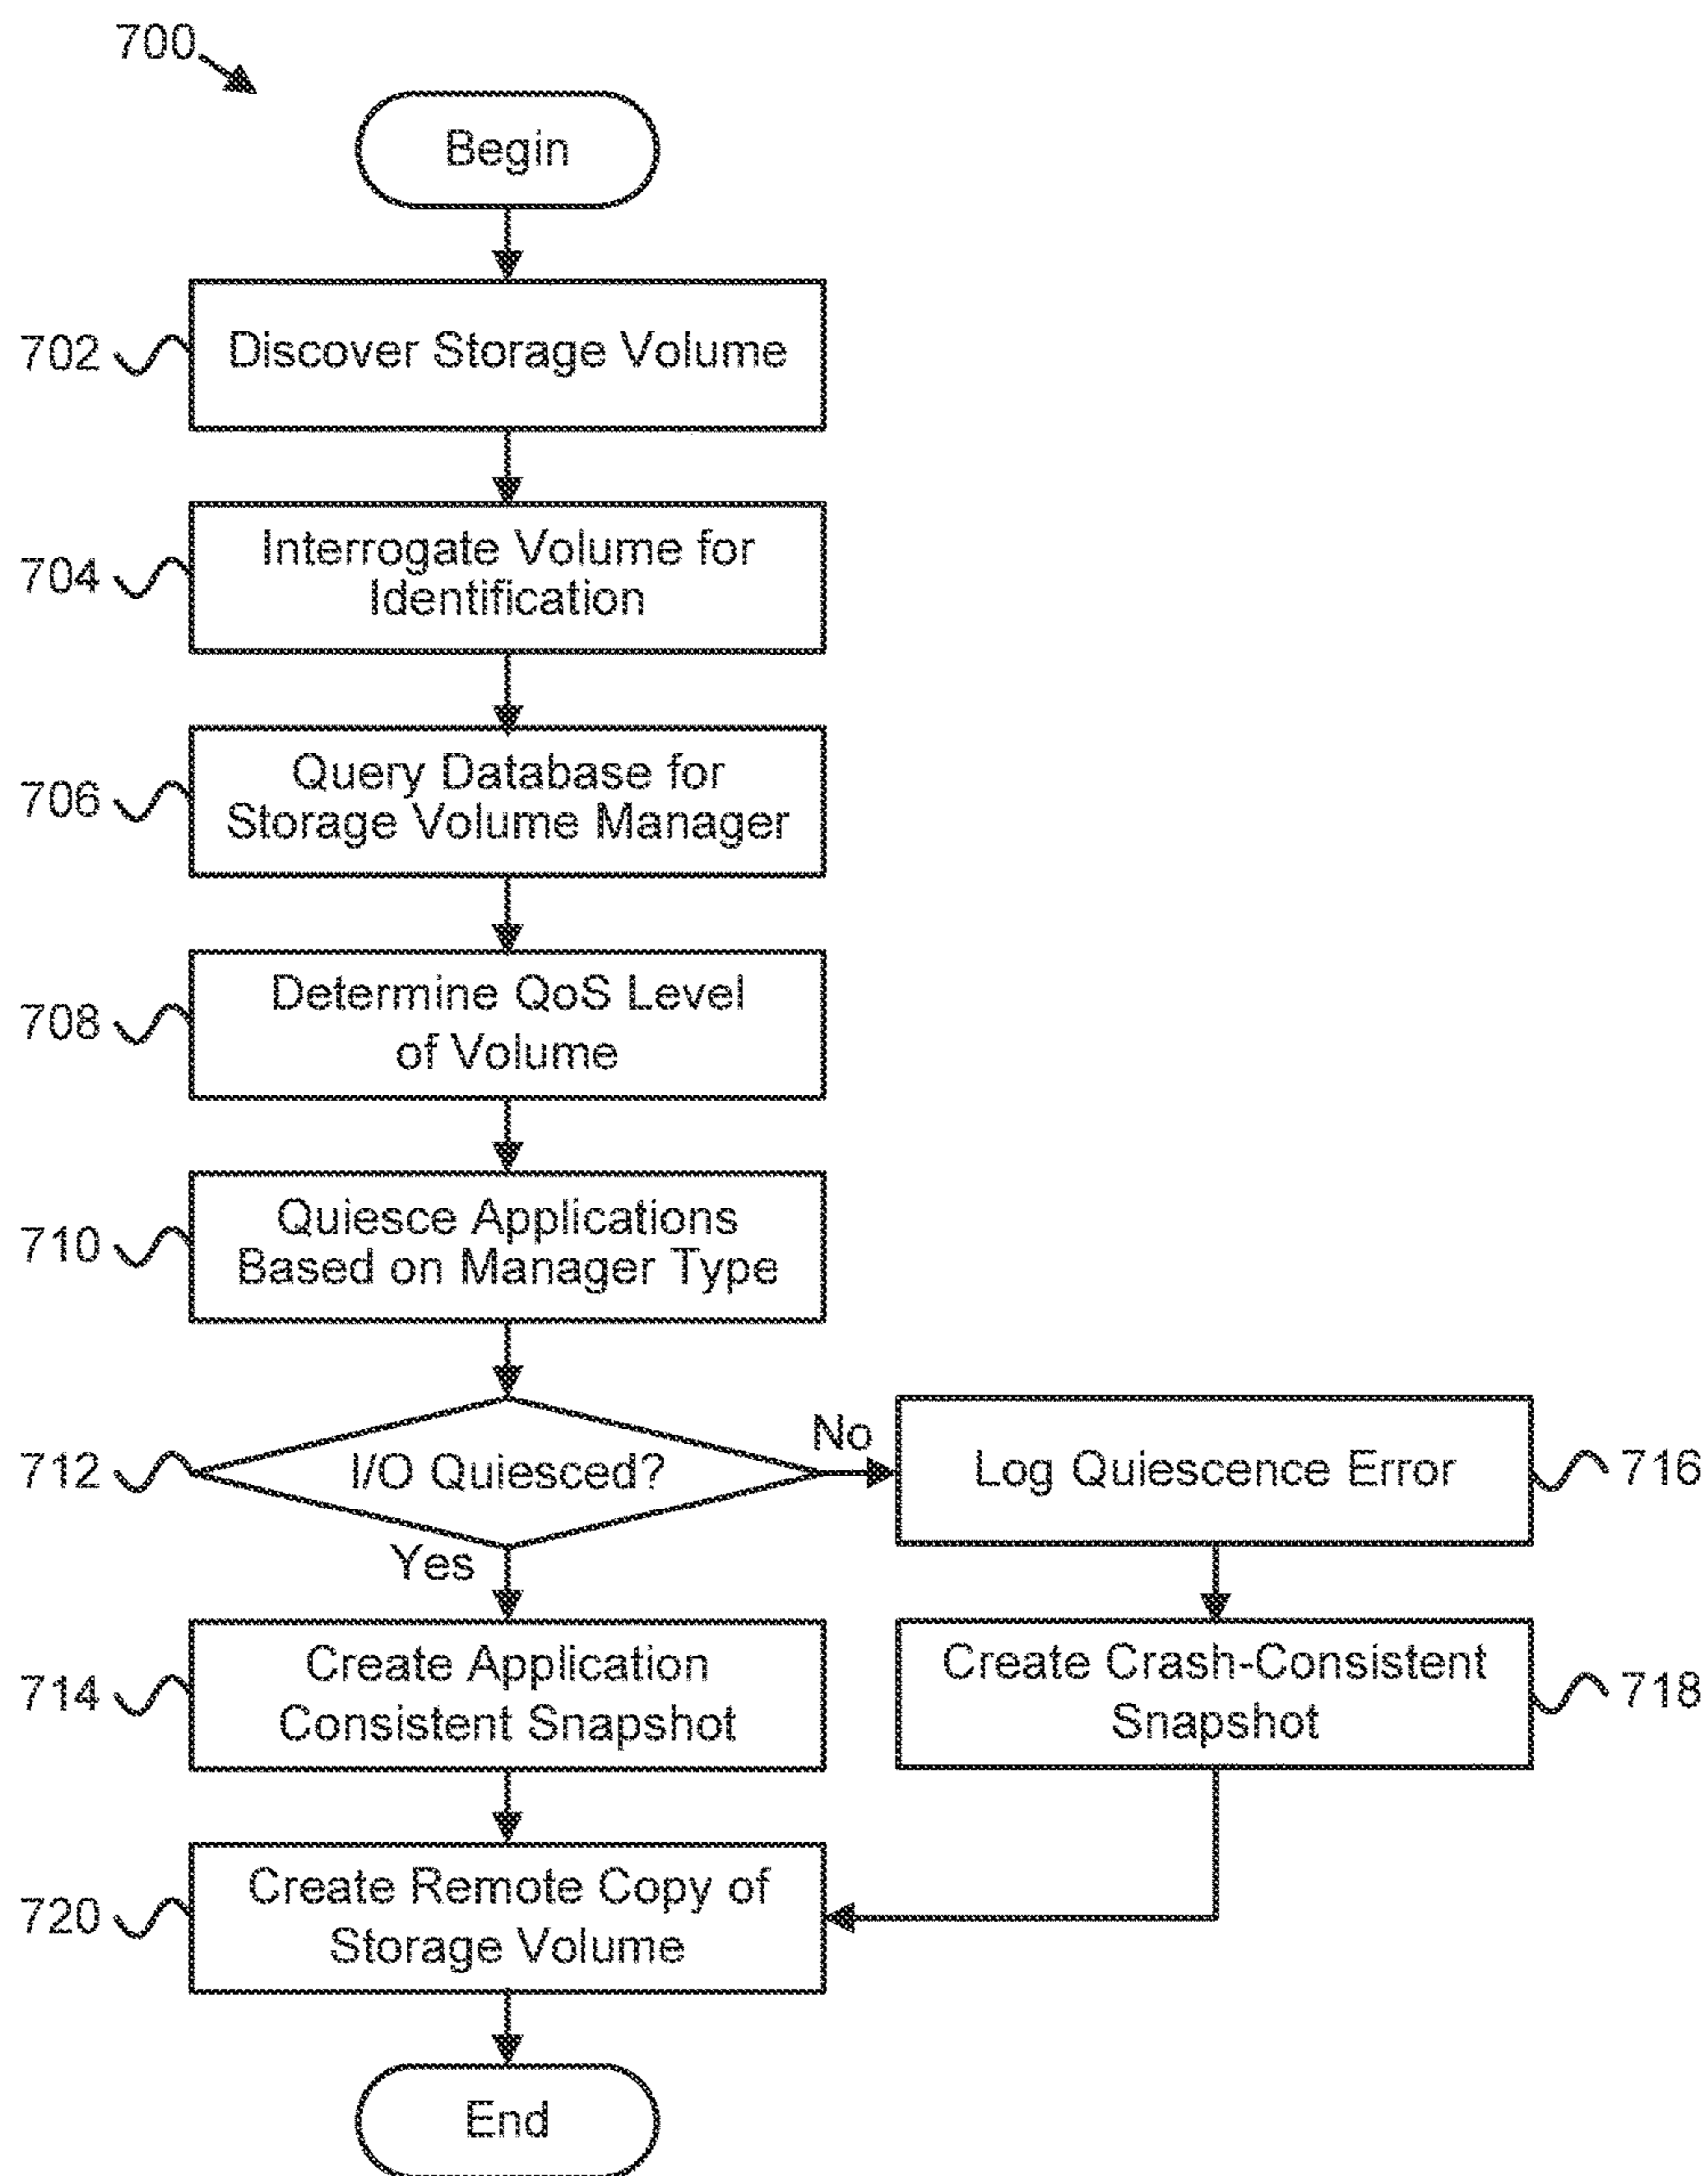 700
Begin
702
Discover Storage Volume
704
Interrogate Volume for
Identification
706
Query Database for
Storage Volume Manager
708
Determine QoS Level
of Volume
710
Quiesce Applications
Based on Manager Type
712
I/O Quiesced?
No
Log Quiescence Error
716
Yes
714
Create Application
Consistent Snapshot
Create Crash-Consistent
Snapshot
718
720
Create Remote Copy of
Storage Volume
End